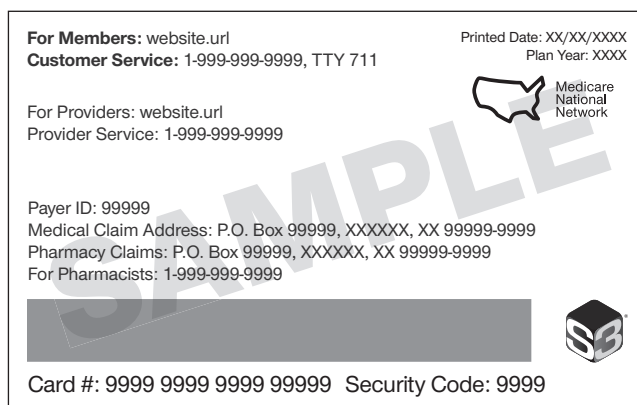 For Members: website.url
Customer Service: 1-999-999-9999, TTY 711
Printed Date: XX/XX/XXXX
Plan Year: XXXX
Medicare
National
Network
For Providers: website.url
Provider Service: 1-999-999-9999
SAMPLE
Payer ID: 99999
Medical Claim Address: P.O. Box 99999, XXXXXX, XX 99999-9999
Pharmacy Claims: P.O. Box 99999, XXXXXX, XX 99999-9999
For Pharmacists: 1-999-999-9999
S3
Card #: 9999 9999 9999 99999 Security Code: 9999